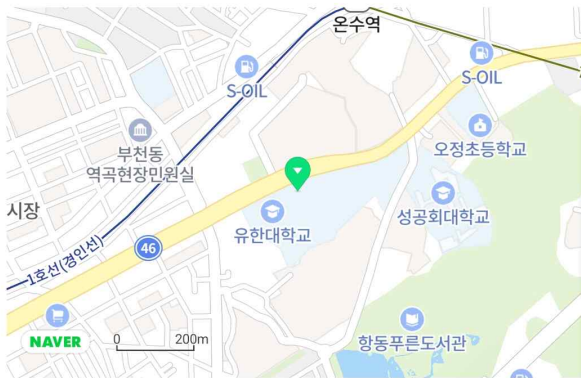 온수역
S-OIL
S-OIL
부천동
역곡현장민원실
오정초등학교
시장
성공회대학교
유한대학교
1호선(경인선)
46
항동푸른도서관
NAVER
0
200m